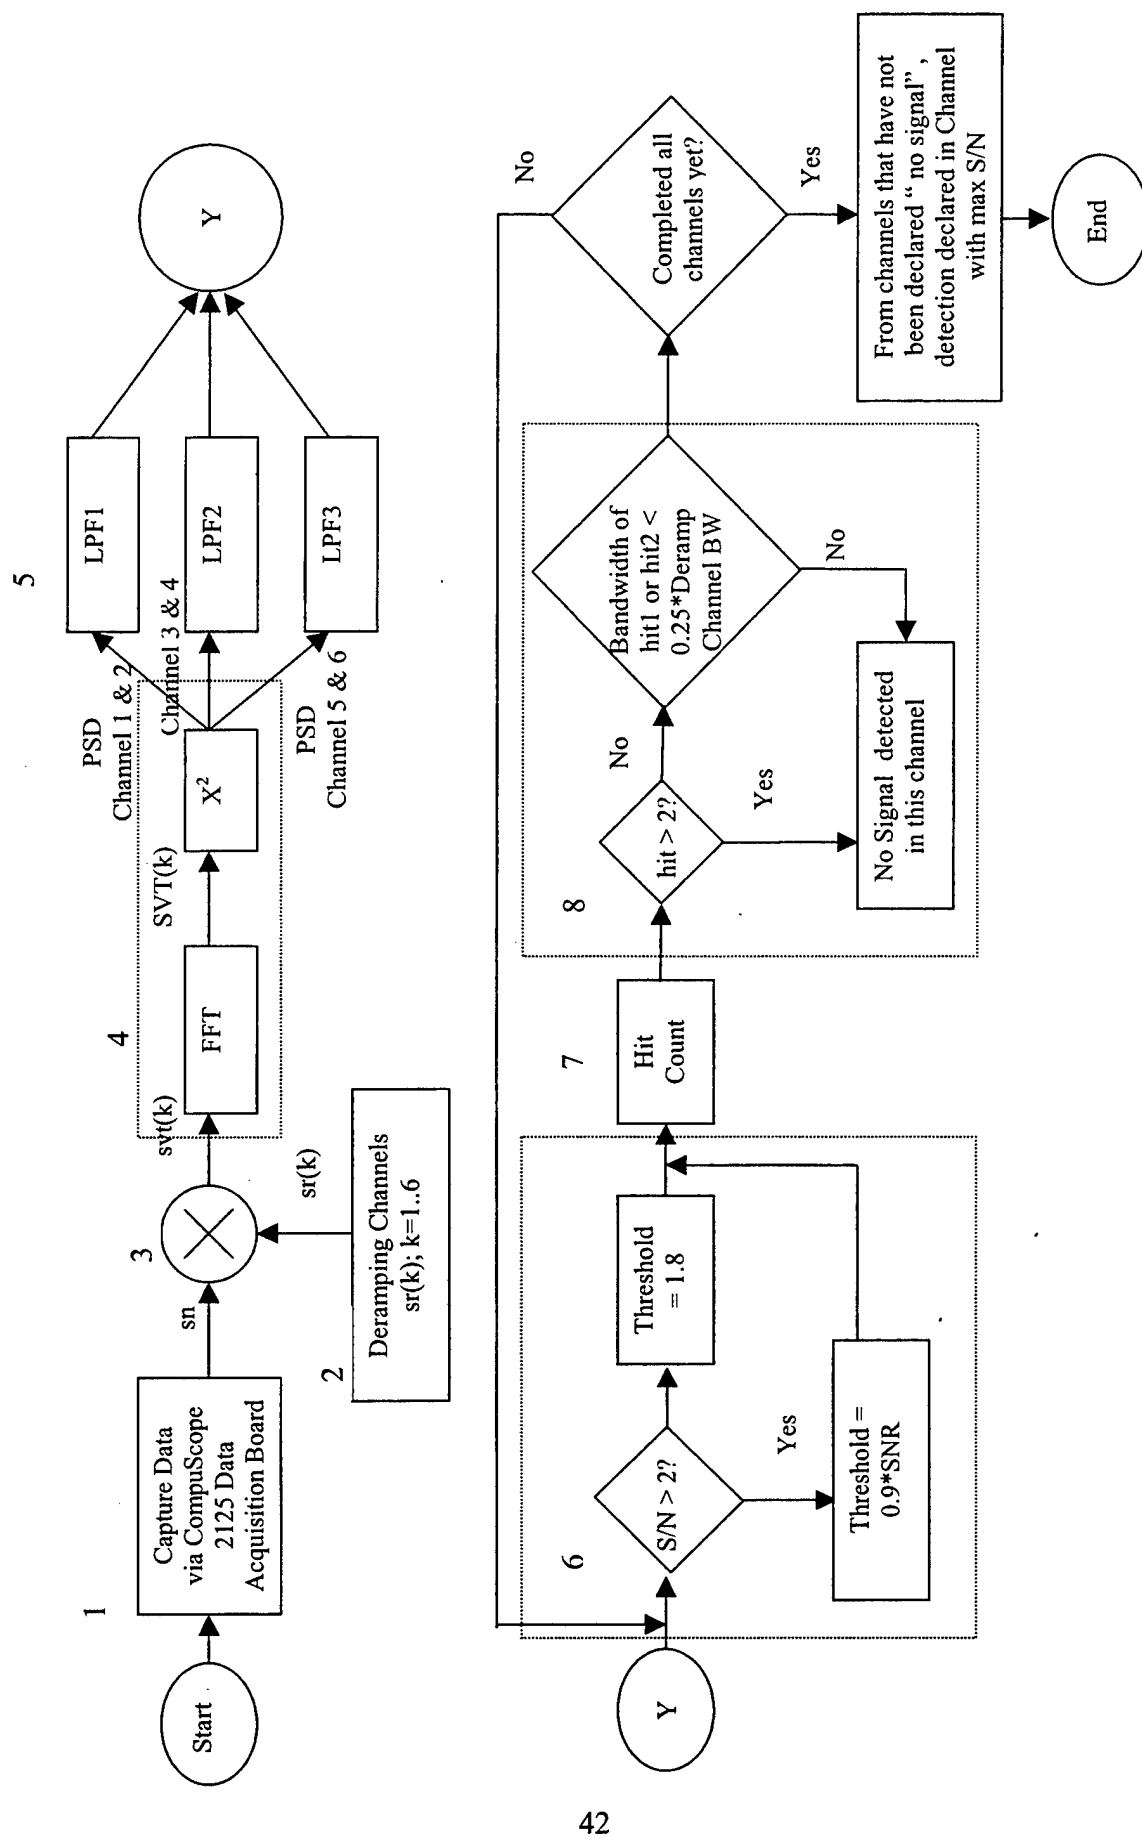 Start
1
Capture Data
via CompuScope
2125 Data
Acquisition Board
sn
3
2
Deramping Channels
sr(k); k=1..6
sr(k)
svt(k)
4
FFT
SVT(k)
X²
PSD
Channel 1 & 2
Channel 3 & 4
PSD
Channel 5 & 6
5
LPF1
LPF2
LPF3
Y
Y
6
S/N > 2?
Yes
Threshold
= 1.8
Threshold =
0.9*SNR
7
Hit
Count
8
hit > 2?
No
Yes
Bandwidth of
hit1 or hit2 <
0.25*Deramp
Channel BW
No
No Signal detected
in this channel
Completed all
channels yet?
No
Yes
From channels that have not
been declared “ no signal” ,
detection declared in Channel
with max S/N
End
42